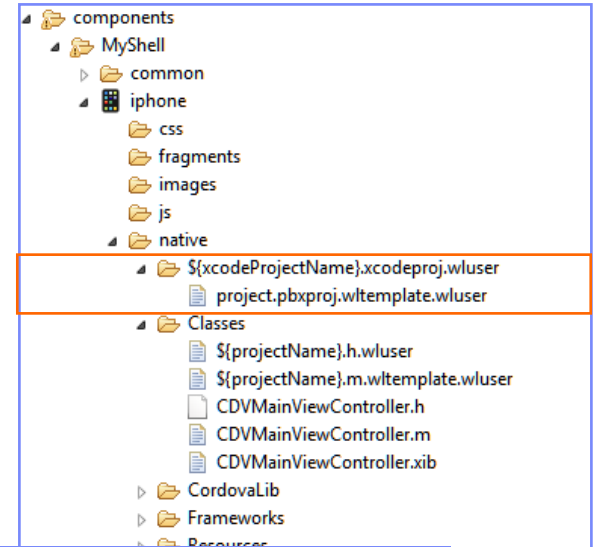 components
MyShell
common
iphone
css
fragments
images
js
native
${xcodeProjectName}.xcodeproj.wluser
project.pbxproj.wltemplate.wluser
Classes
${projectName}.h.wluser
${projectName}.m.wltemplate.wluser
CDVMainViewController.h
CDVMainViewController.m
CDVMainViewController.xib
CordovaLib
Frameworks
Resources